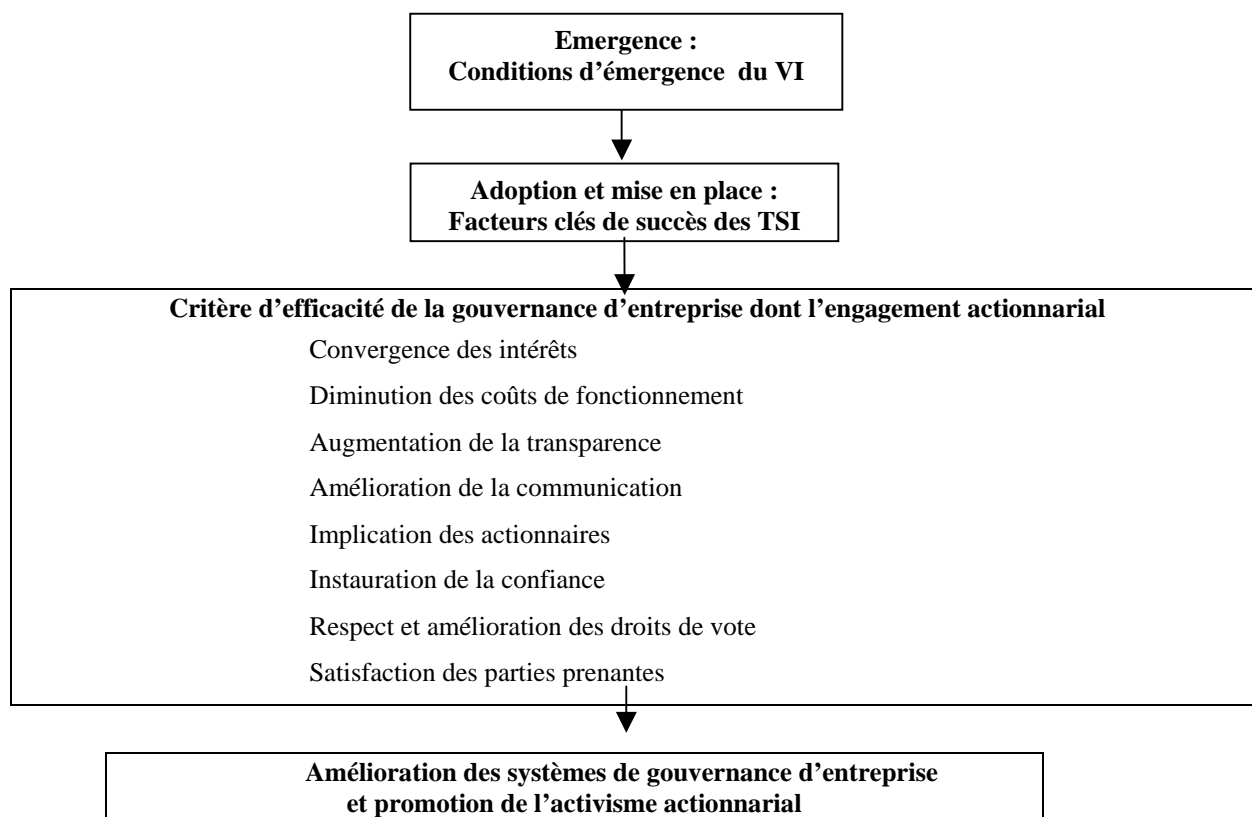 Emergence :
Conditions d’émergence du VI
Adoption et mise en place :
Facteurs clés de succès des TSI
Critère d’efficacité de la gouvernance d’entreprise dont l’engagement actionnarial
Convergence des intérêts
Diminution des coûts de fonctionnement
Augmentation de la transparence
Amélioration de la communication
Implication des actionnaires
Instauration de la confiance
Respect et amélioration des droits de vote
Satisfaction des parties prenantes
Amélioration des systèmes de gouvernance d’entreprise
et promotion de l’activisme actionnarial